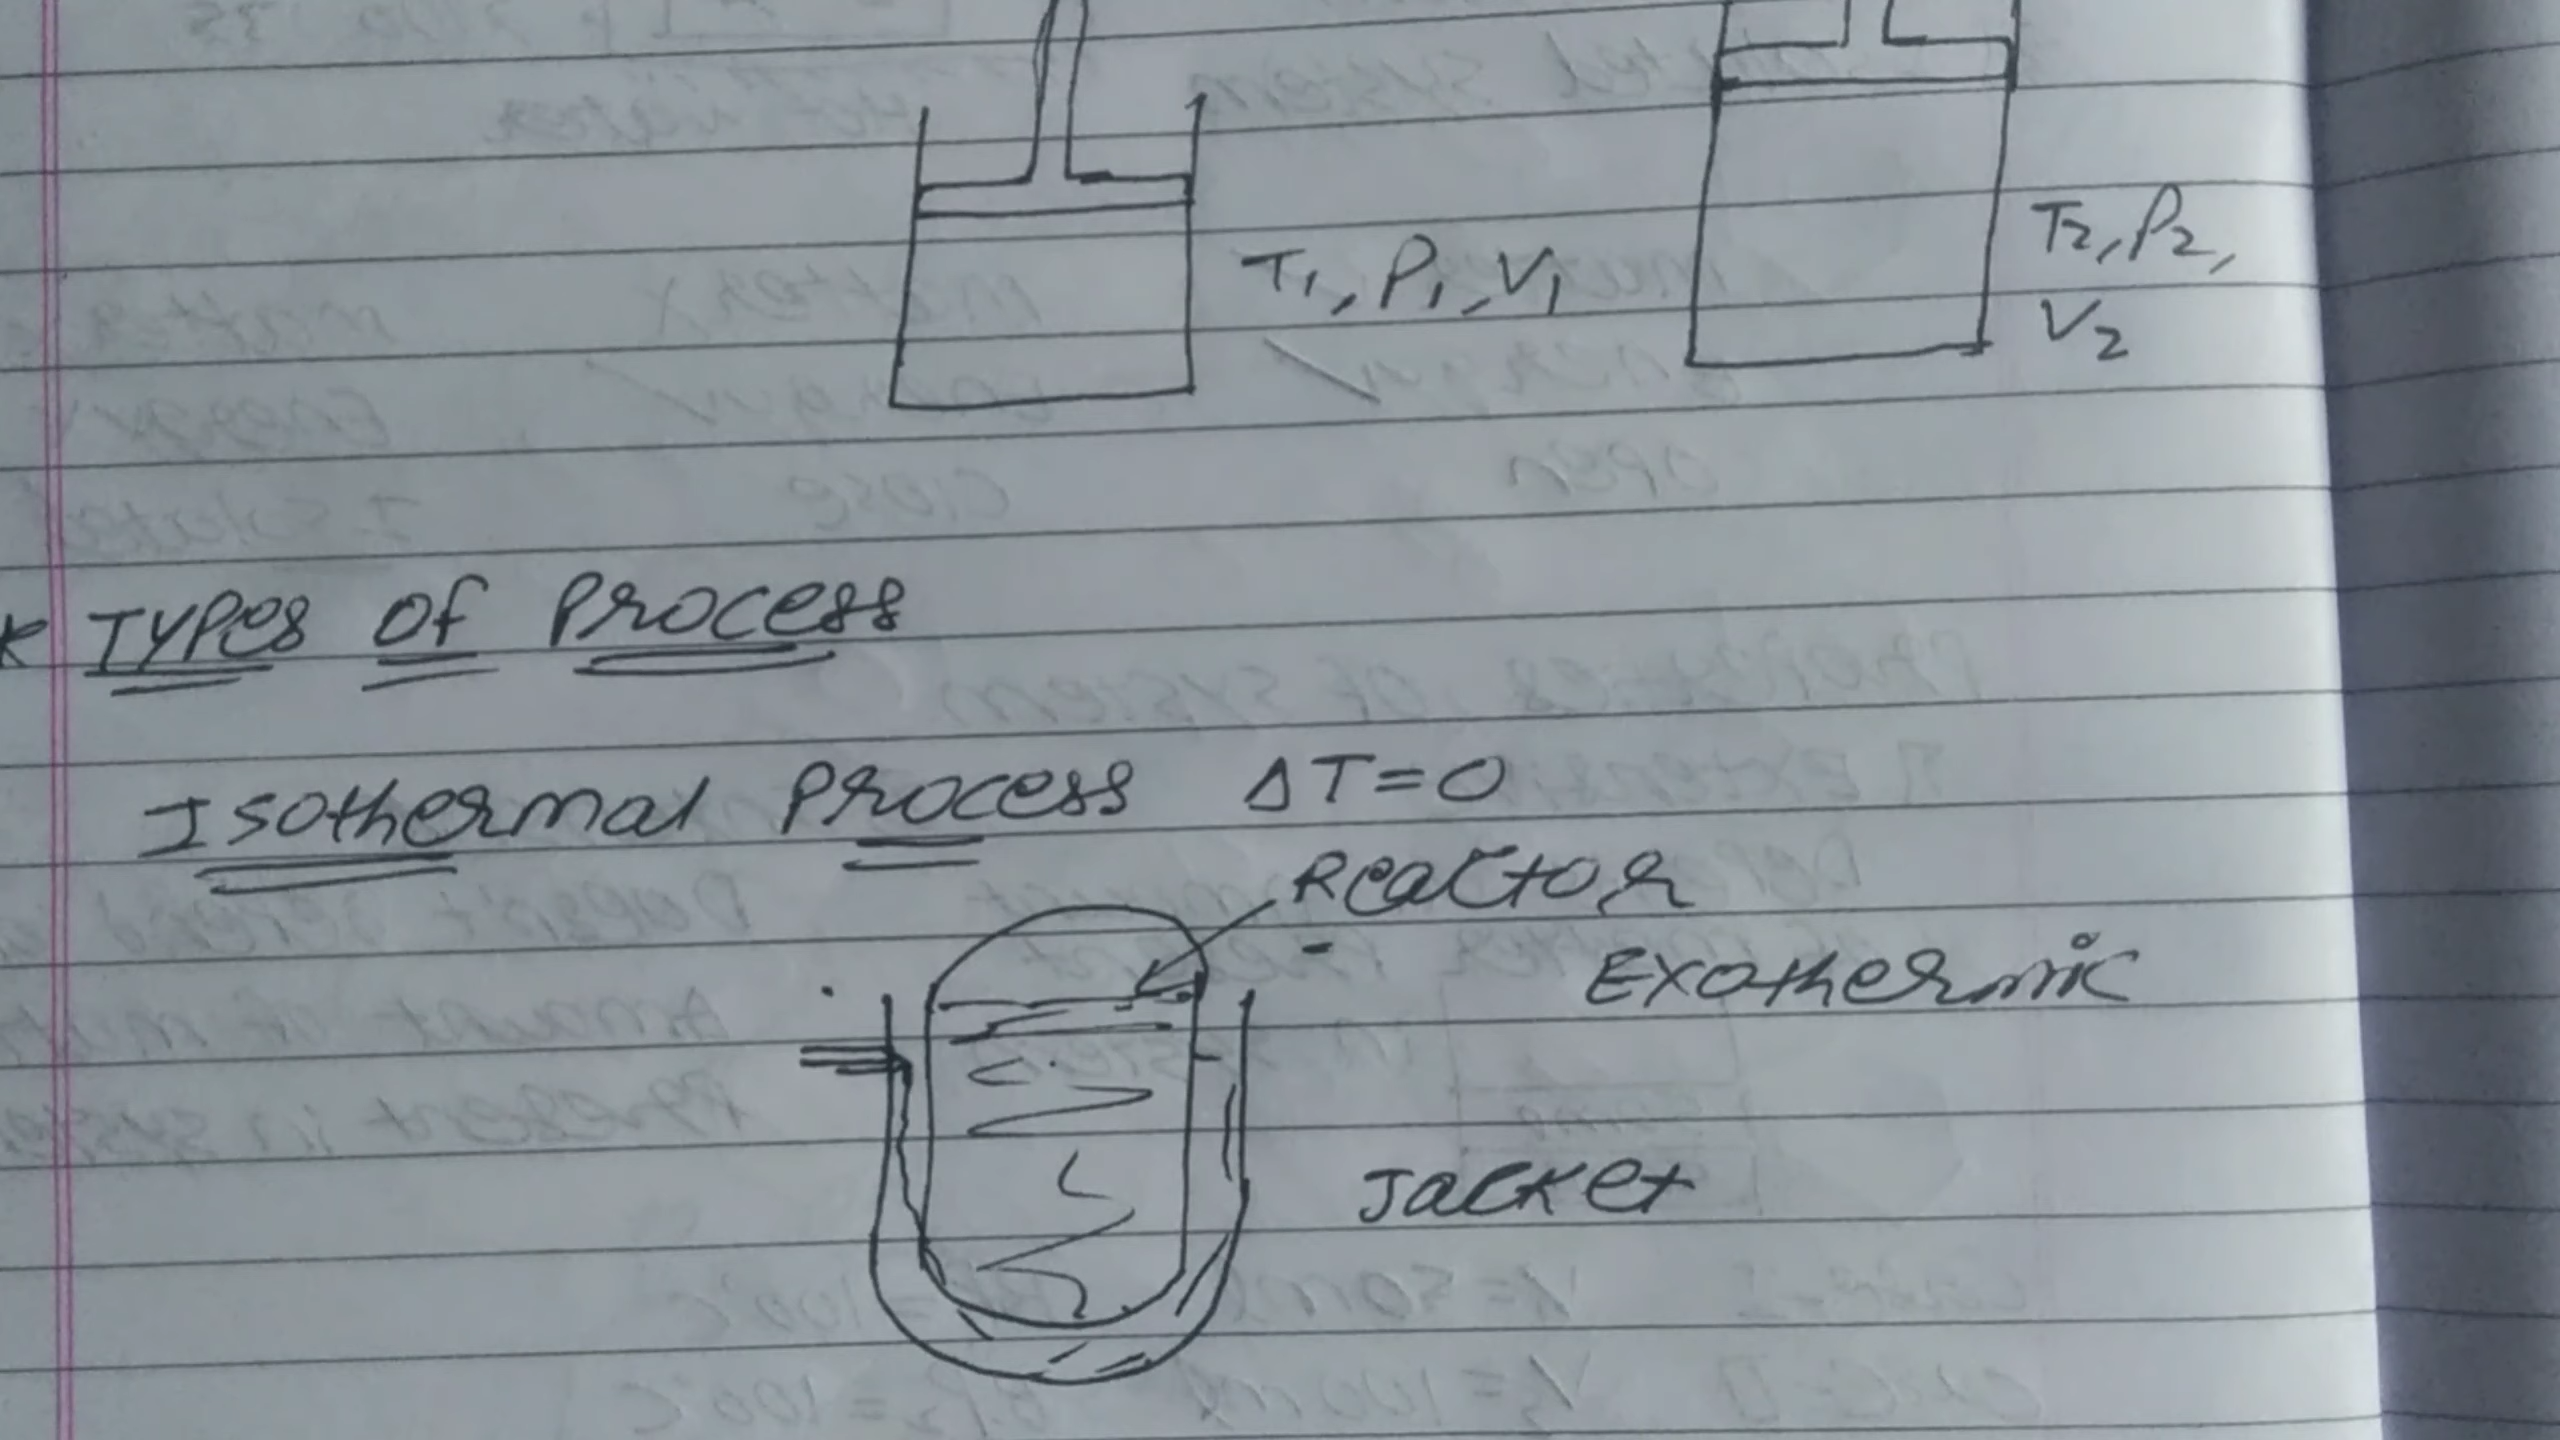 T1, P1, V1
T2, P2,
V2
* Types of Process
Isothermal Process ΔT=0
Reactor
Exothermic
Jacket